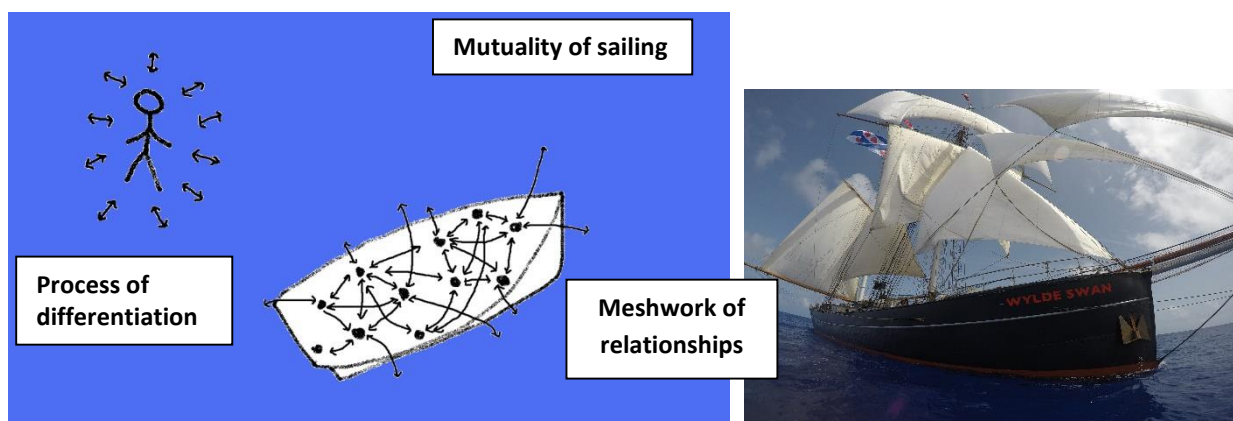 Mutuality of sailing
Process of
differentiation
Meshwork of
relationships
WYLDE SWAN